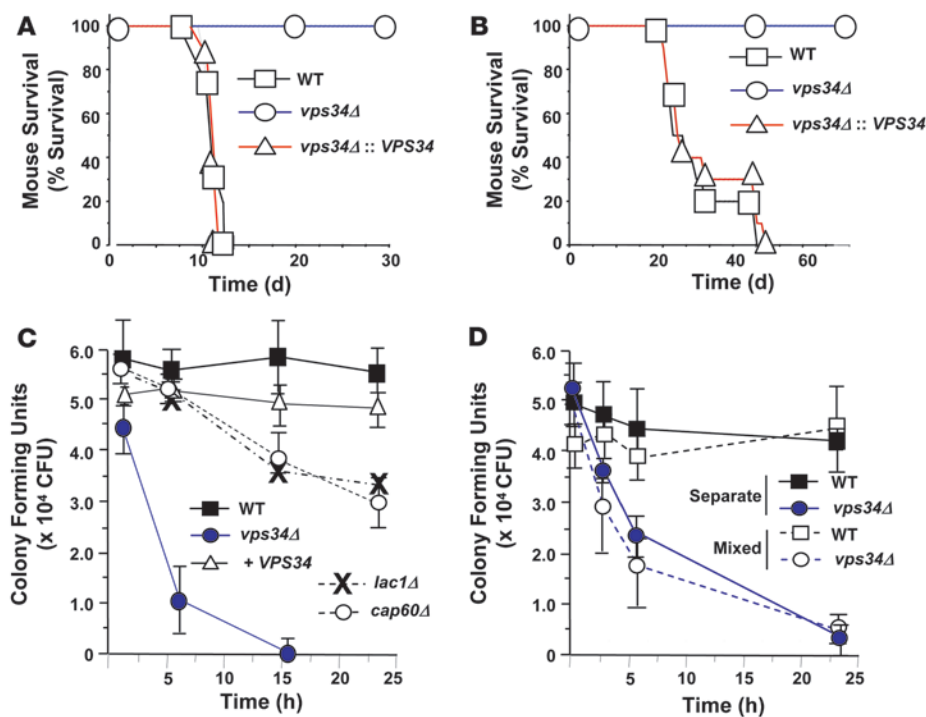 A
Mouse Survival
(% Survival)
100
80
60
40
20
0
WT
vps34Δ
vps34Δ :: VPS34
0
10
20
30
Time (d)
B
Mouse Survival
(% Survival)
100
80
60
40
20
0
WT
vps34Δ
vps34Δ :: VPS34
0
20
40
60
Time (d)
C
Colony Forming Units
(x 10⁴ CFU)
6.0
5.0
4.0
3.0
2.0
1.0
0
WT
vps34Δ
+ VPS34
lac1Δ
cap60Δ
0
5
10
15
20
25
Time (h)
D
Colony Forming Units
(x 10⁴ CFU)
6.0
5.0
4.0
3.0
2.0
1.0
0
Separate
WT
vps34Δ
Mixed
WT
vps34Δ
0
5
10
15
20
25
Time (h)